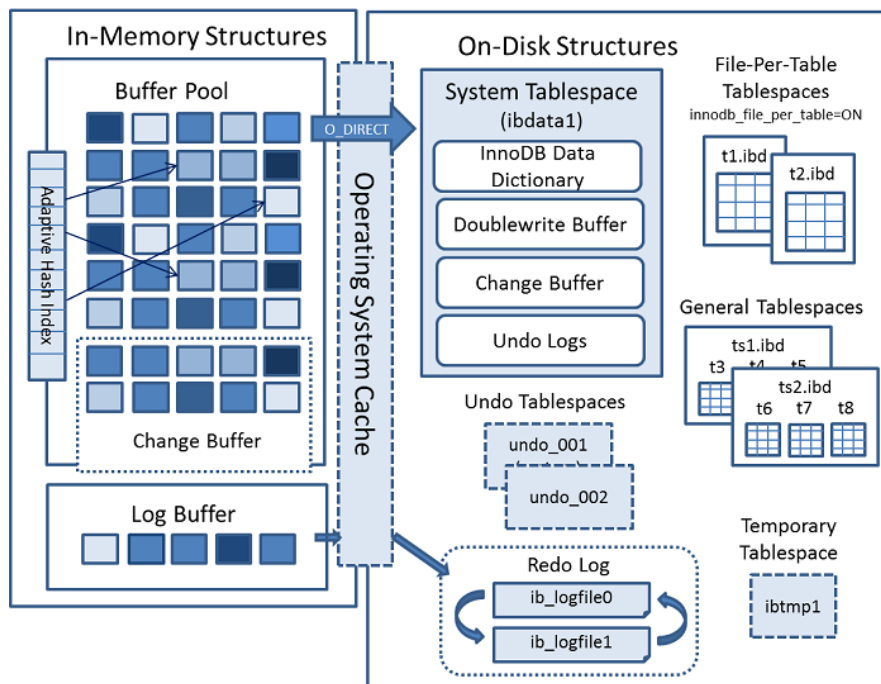 In-Memory Structures
Buffer Pool
Adaptive Hash Index
Change Buffer
Log Buffer
Operating System Cache
O_DIRECT
On-Disk Structures
System Tablespace
(ibdata1)
InnoDB Data
Dictionary
Doublewrite Buffer
Change Buffer
Undo Logs
File-Per-Table
Tablespaces
innodb_file_per_table=ON
t1.ibd
t2.ibd
General Tablespaces
ts1.ibd
t3 t4 t5
ts2.ibd
t6 t7 t8
Undo Tablespaces
undo_001
undo_002
Redo Log
ib_logfile0
ib_logfile1
Temporary
Tablespace
ibtmp1